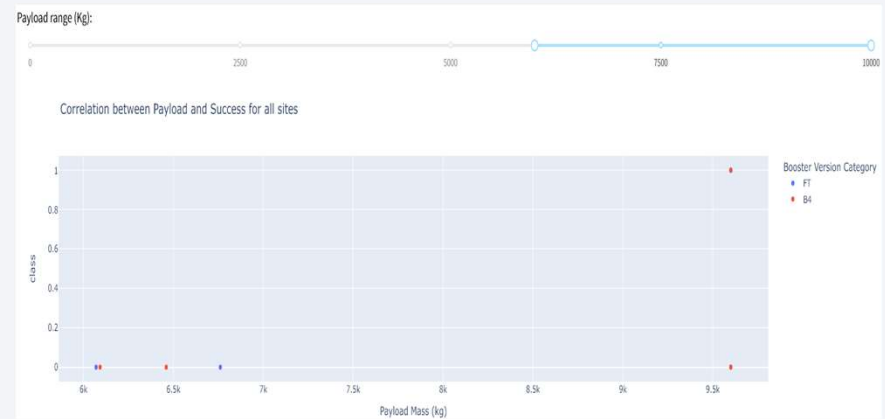 Payload range (Kg):
0 2500 5000 7500 10000
Correlation between Payload and Success for all sites
Booster Version Category
FT
B4
class
1
0.8
0.6
0.4
0.2
0
6k 6.5k 7k 7.5k 8k 8.5k 9k 9.5k
Payload Mass (kg)